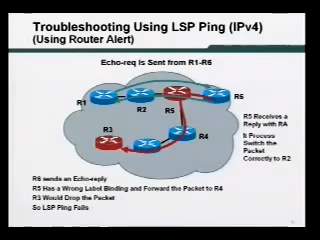 Troubleshooting Using LSP Ping (IPv4)
(Using Router Alert)
Echo-req Is Sent from R1-R6
R1
R2
R5
R6
R3
R4
R5 Receives a
Reply with RA
It Process
Switch the
Packet
Correctly to R2
R6 sends an Echo-reply
R5 Has a Wrong Label Binding and Forward the Packet to R4
R3 Would Drop the Packet
So LSP Ping Fails